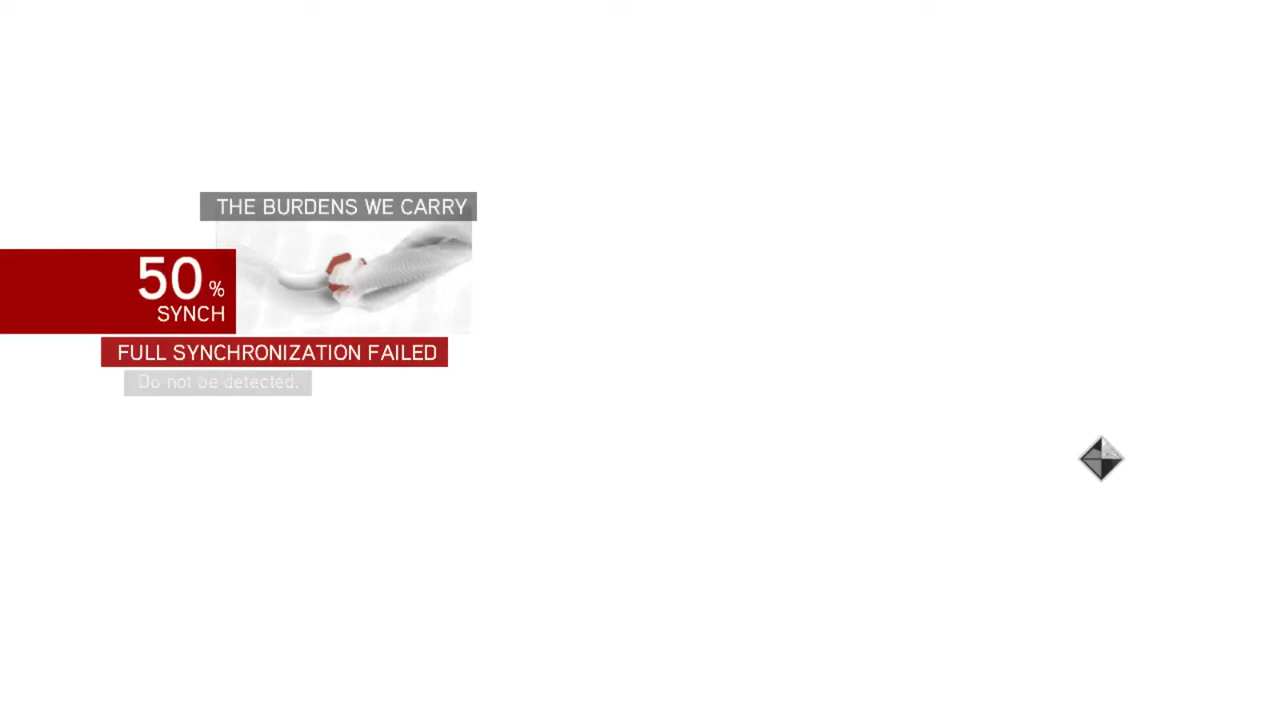 THE BURDENS WE CARRY
50 %
SYNCH
FULL SYNCHRONIZATION FAILED
Do not be detected.